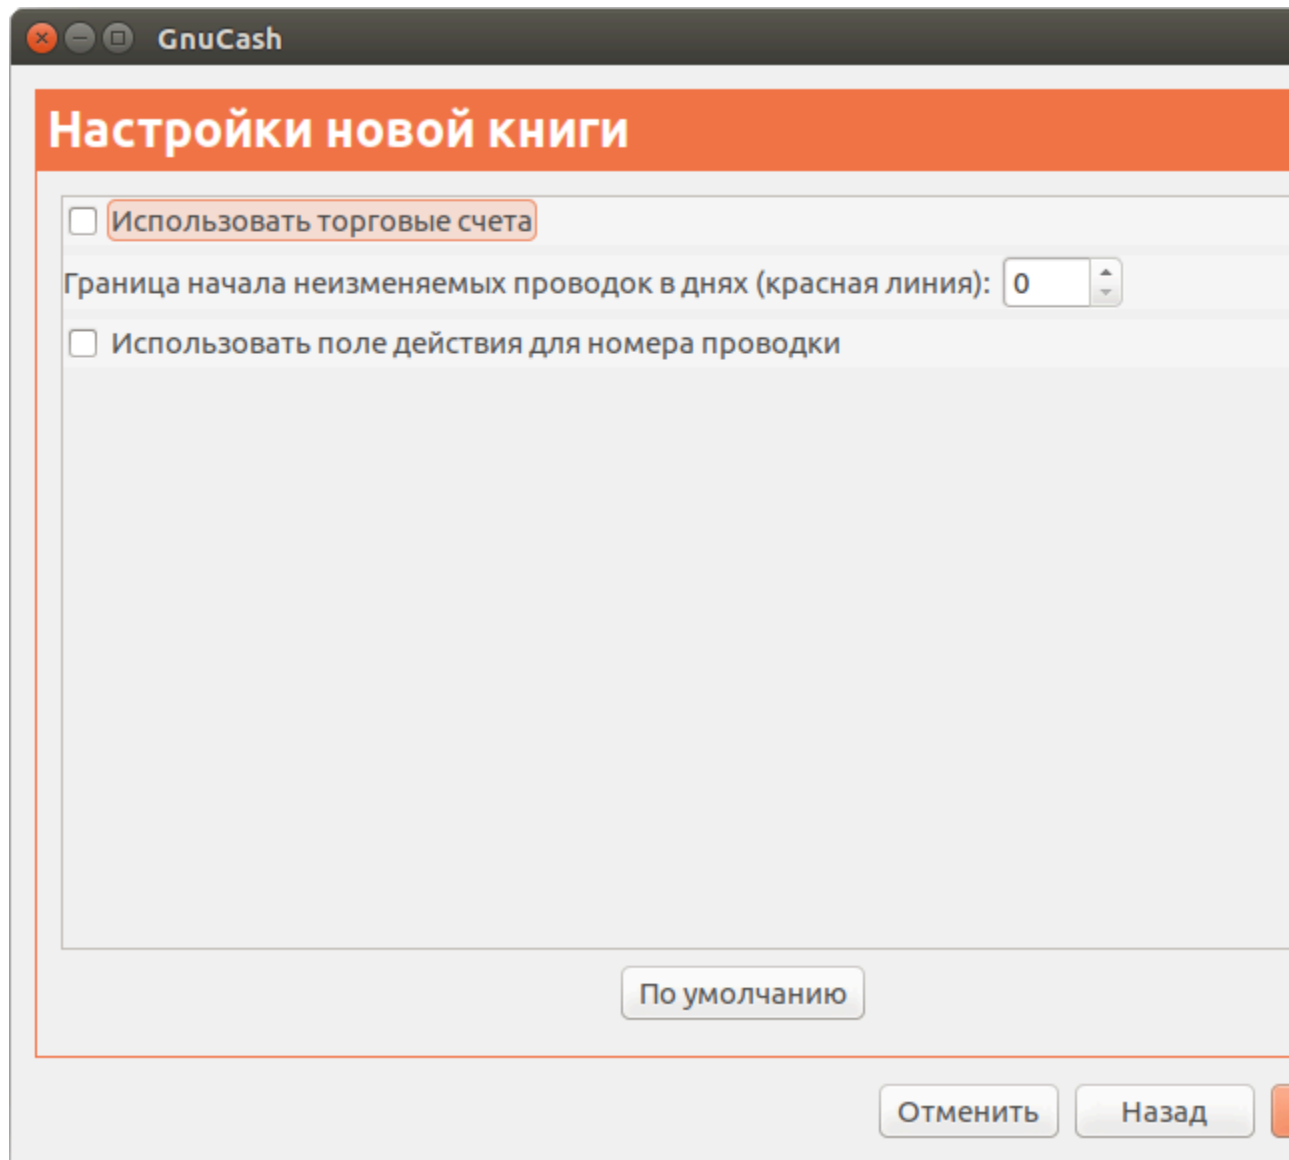 GnuCash
Настройки новой книги
Использовать торговые счета
Граница начала неизменяемых проводок в днях (красная линия): 0
Использовать поле действия для номера проводки
По умолчанию
Отменить Назад